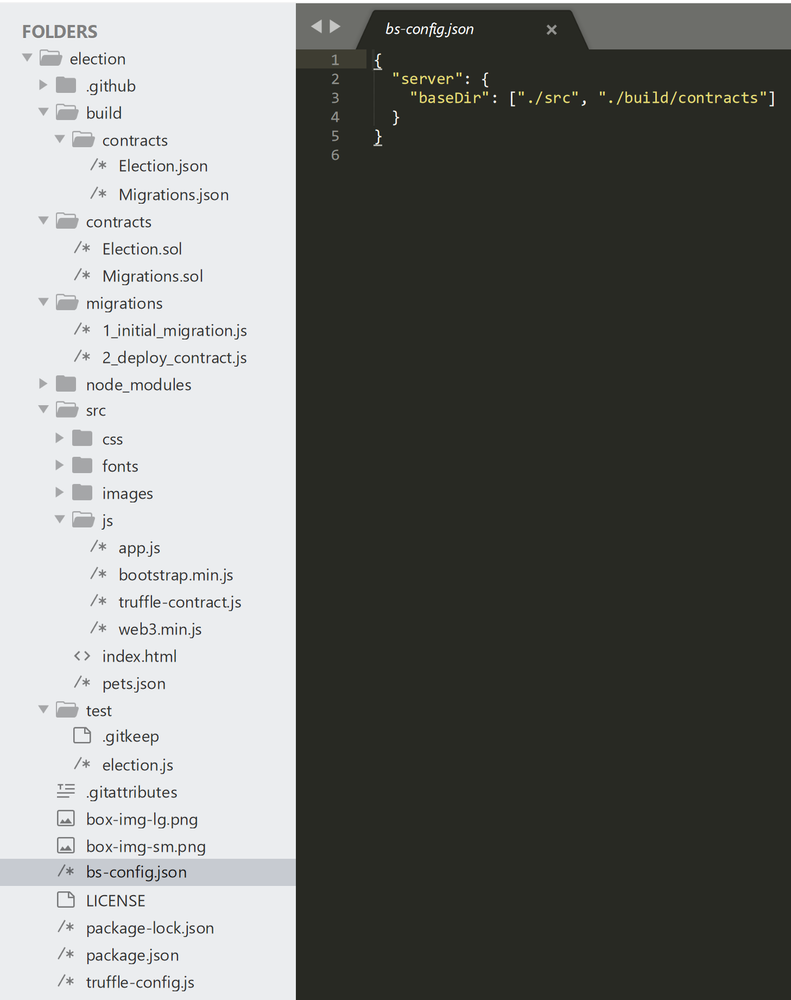 FOLDERS
election
.github
build
contracts
Election.json
Migrations.json
contracts
Election.sol
Migrations.sol
migrations
1_initial_migration.js
2_deploy_contract.js
node_modules
src
css
fonts
images
js
app.js
bootstrap.min.js
truffle-contract.js
web3.min.js
index.html
pets.json
test
.gitkeep
election.js
.gitattributes
box-img-lg.png
box-img-sm.png
bs-config.json
LICENSE
package-lock.json
package.json
truffle-config.js
bs-config.json
1 {
2 "server": {
3 "baseDir": ["./src", "./build/contracts"]
4 }
5 }
6